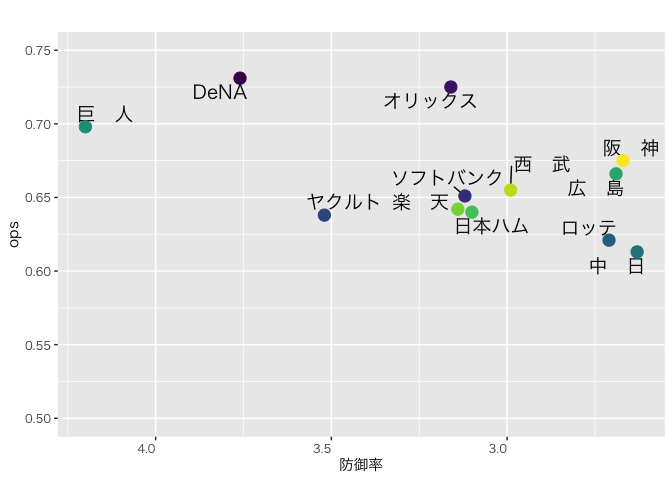 0.75
DeNA
オリックス
巨　人
0.70
阪　神
西　武
ソフトバンク
広　島
0.65
ヤクルト
楽　天
日本ハム
ロッテ
ops
中　日
0.60
0.55
0.50
4.0
3.5
3.0
防御率